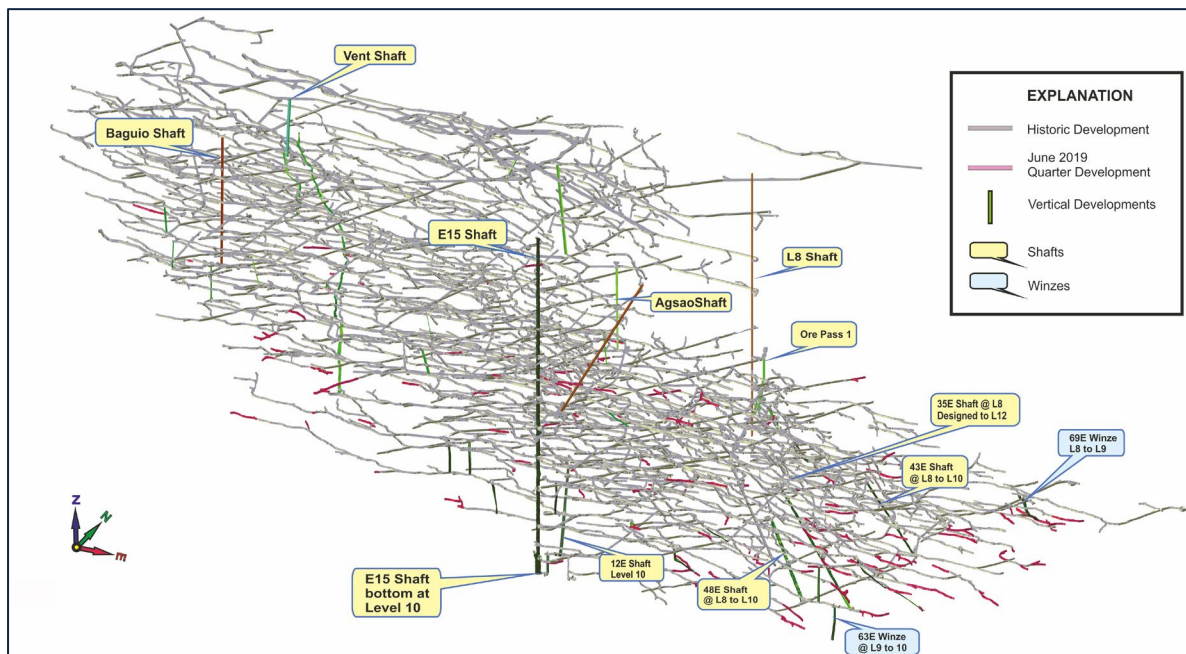 Vent Shaft
Baguio Shaft
E15 Shaft
L8 Shaft
AgsaoShaft
Ore Pass 1
35E Shaft @ L8
Designed to L12
69E Winze
L8 to L9
43E Shaft
@ L8 to L10
12E Shaft
Level 10
E15 Shaft
bottom at
Level 10
48E Shaft
@ L8 to L10
63E Winze
@ L9 to 10
EXPLANATION
Historic Development
June 2019
Quarter Development
Vertical Developments
Shafts
Winzes
Z
N
E